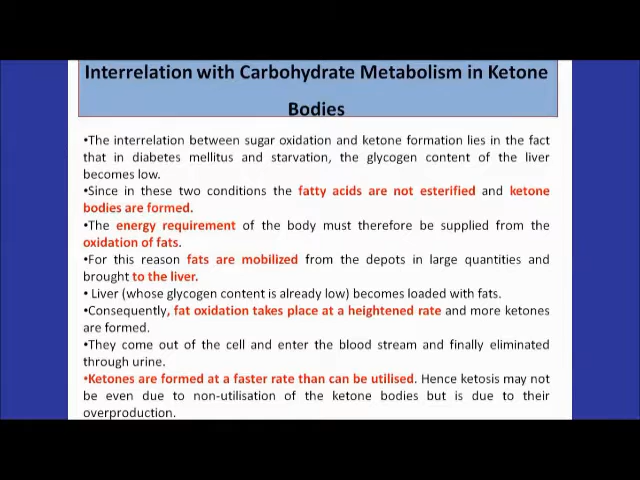 Interrelation with Carbohydrate Metabolism in Ketone
Bodies
•The interrelation between sugar oxidation and ketone formation lies in the fact
that in diabetes mellitus and starvation, the glycogen content of the liver
becomes low.
•Since in these two conditions the fatty acids are not esterified and ketone
bodies are formed.
•The energy requirement of the body must therefore be supplied from the
oxidation of fats.
•For this reason fats are mobilized from the depots in large quantities and
brought to the liver.
• Liver (whose glycogen content is already low) becomes loaded with fats.
•Consequently, fat oxidation takes place at a heightened rate and more ketones
are formed.
•They come out of the cell and enter the blood stream and finally eliminated
through urine.
•Ketones are formed at a faster rate than can be utilised. Hence ketosis may not
be even due to non-utilisation of the ketone bodies but is due to their
overproduction.